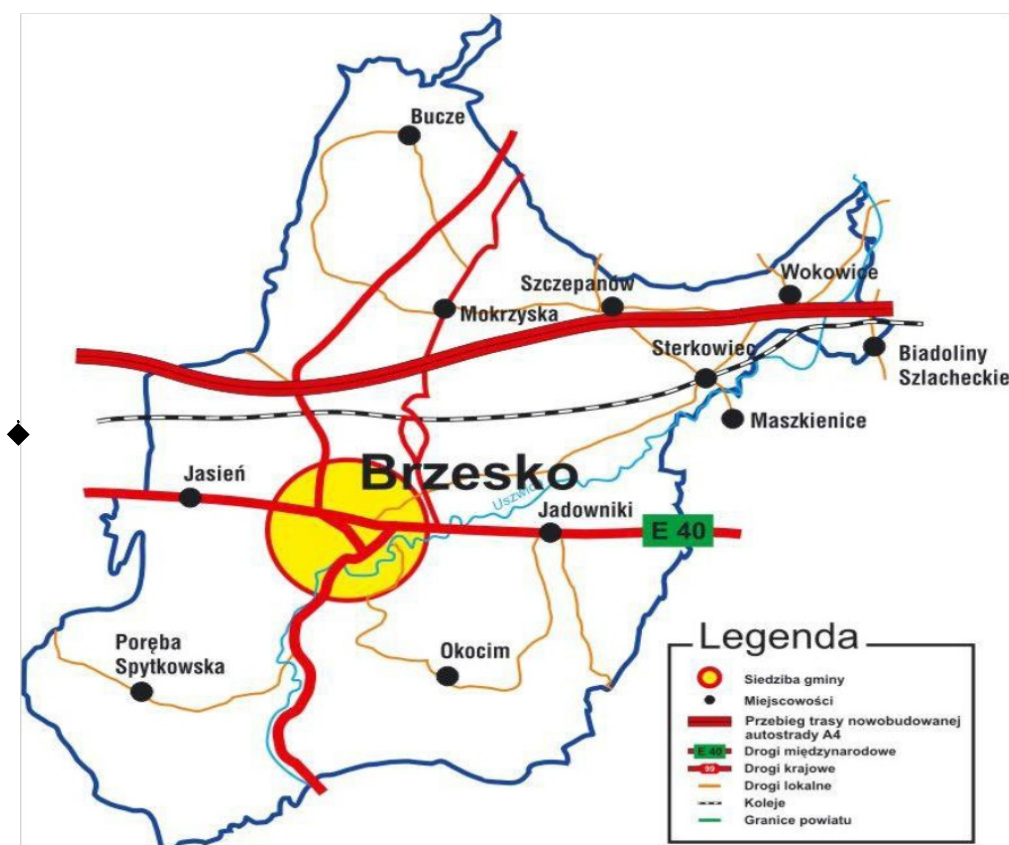 Bucze
Szczepanów
Wokowice
Mokrzyska
Sterkowiec
Biadoliny
Szlacheckie
Maszkienice
Brzesko
Jasień
Jadowniki
E 40
Poręba
Spytkowska
Okocim
Legenda
Siedziba gminy
Miejscowości
Przebieg trasy nowobudowanej
autostrady A4
E 40
Drogi międzynarodowe
99
Drogi krajowe
Drogi lokalne
Koleje
Granice powiatu